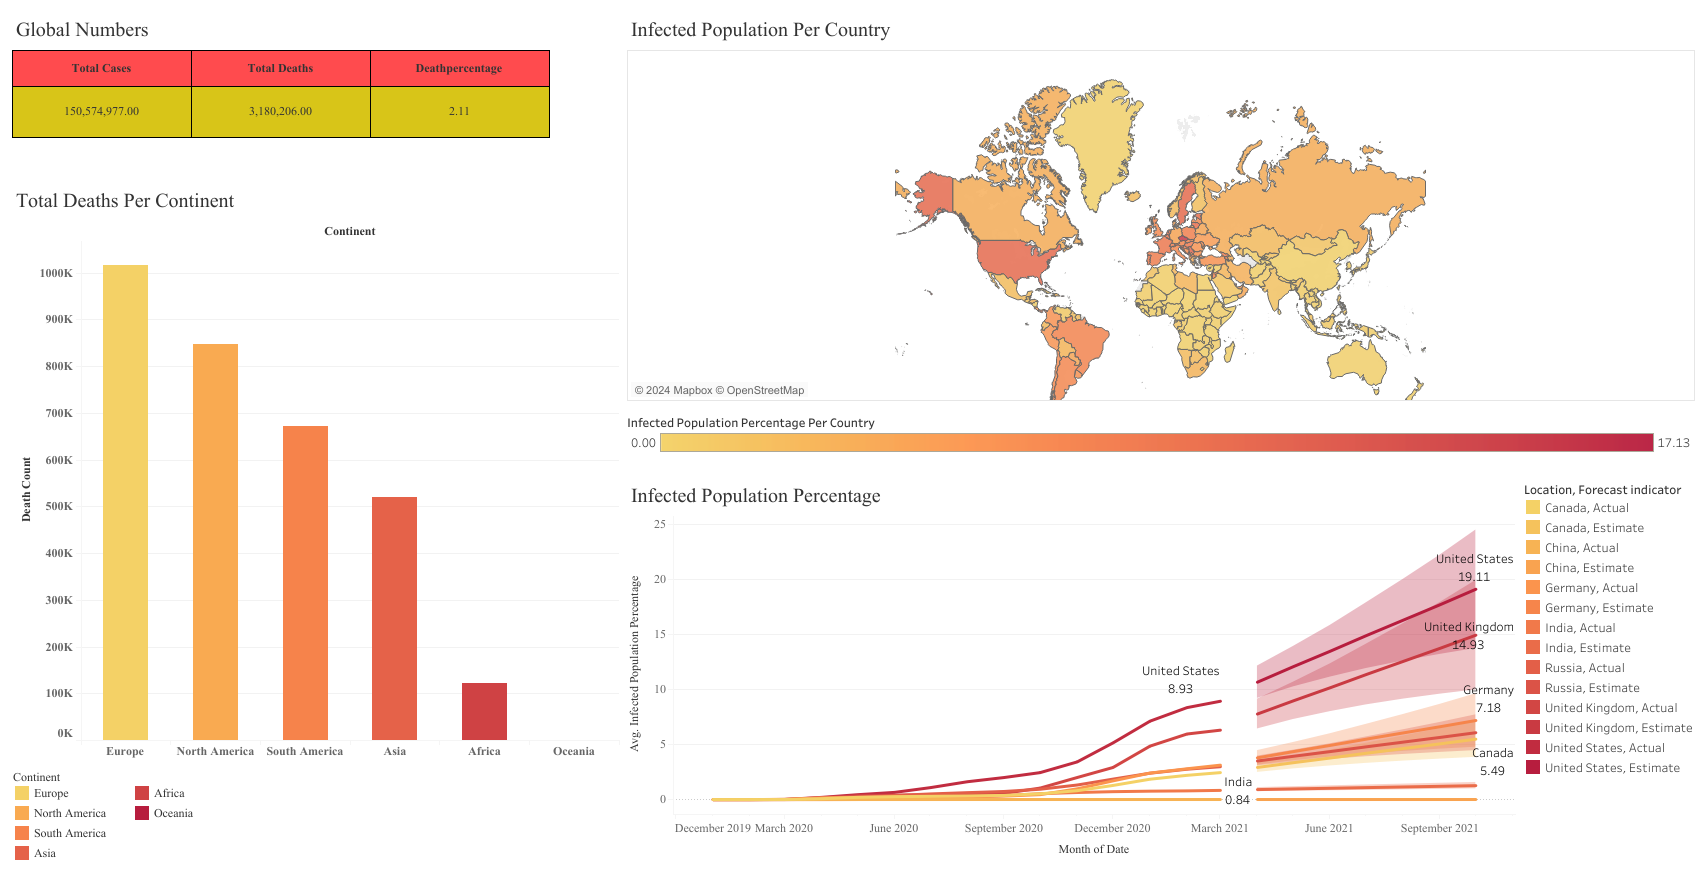 Global Numbers
Total Cases Total Deaths Deathpercentage
150,574,977.00 3,180,206.00 2.11
Total Deaths Per Continent
Continent
1000K
900K
800K
700K
600K
500K
400K
300K
200K
100K
0K
Death Count
Europe North America South America Asia Africa Oceania
Continent
Europe
North America
South America
Asia
Africa
Oceania
Infected Population Per Country
© 2024 Mapbox © OpenStreetMap
Infected Population Percentage Per Country
0.00 17.13
Infected Population Percentage
25
20
15
10
5
0
Avg. Infected Population Percentage
United States
8.93
India
0.84
United States
19.11
United Kingdom
14.93
Germany
7.18
Canada
5.49
December 2019 March 2020 June 2020 September 2020 December 2020 March 2021 June 2021 September 2021
Month of Date
Location, Forecast indicator
Canada, Actual
Canada, Estimate
China, Actual
China, Estimate
Germany, Actual
Germany, Estimate
India, Actual
India, Estimate
Russia, Actual
Russia, Estimate
United Kingdom, Actual
United Kingdom, Estimate
United States, Actual
United States, Estimate